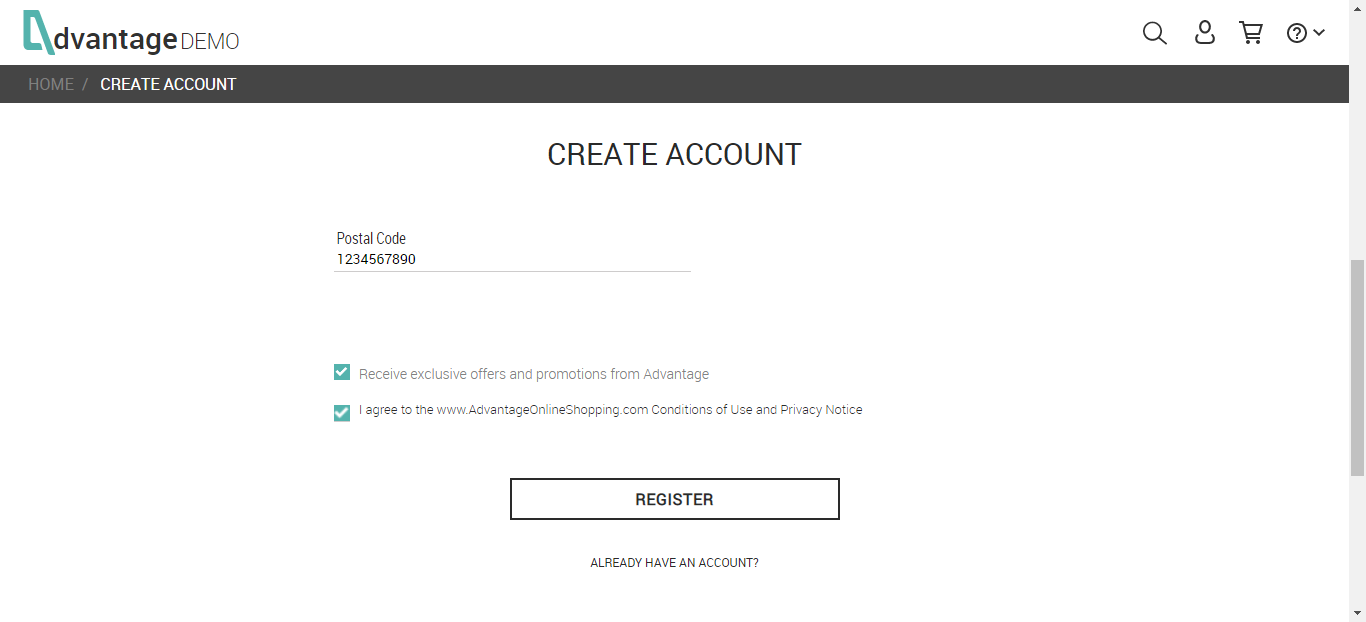 dvantage DEMO
HOME / CREATE ACCOUNT
CREATE ACCOUNT
Postal Code
1234567890
Receive exclusive offers and promotions from Advantage
I agree to the www.AdvantageOnlineShopping.com Conditions of Use and Privacy Notice
REGISTER
ALREADY HAVE AN ACCOUNT?